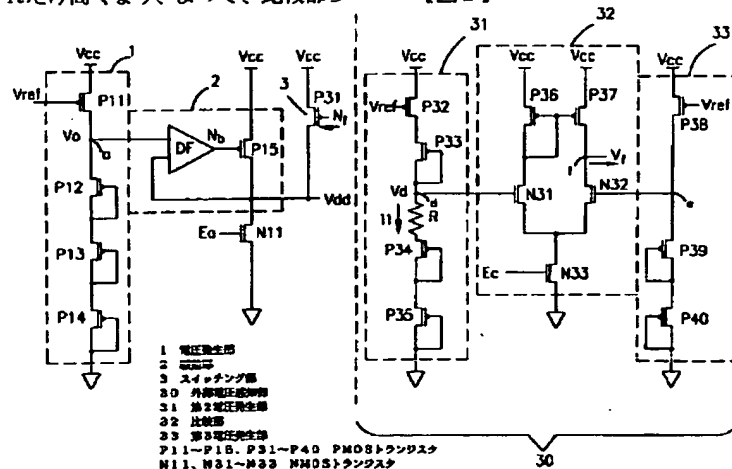 1
Vcc
Vref
P11
Vo
P12
P13
P14
2
DF
Nb
Vcc
P15
Ea
N11
Vcc
3
P31
Nf
Vdd
31
Vcc
Vref
P32
P33
Vd
d
R
I1
P34
P35
32
Vcc
Vcc
P36
P37
f
Vf
N31
N32
Ec
N33
33
Vcc
Vref
P38
e
P39
P40
30
1 電圧発生部
2
3 スイッチング部
30 外部電圧感知部
31 第2電圧発生部
32 比較部
33 第3電圧発生部
P11~P15、P31~P40 PMOSトランジスタ
N11、N31~N33 NMOSトランジスタ